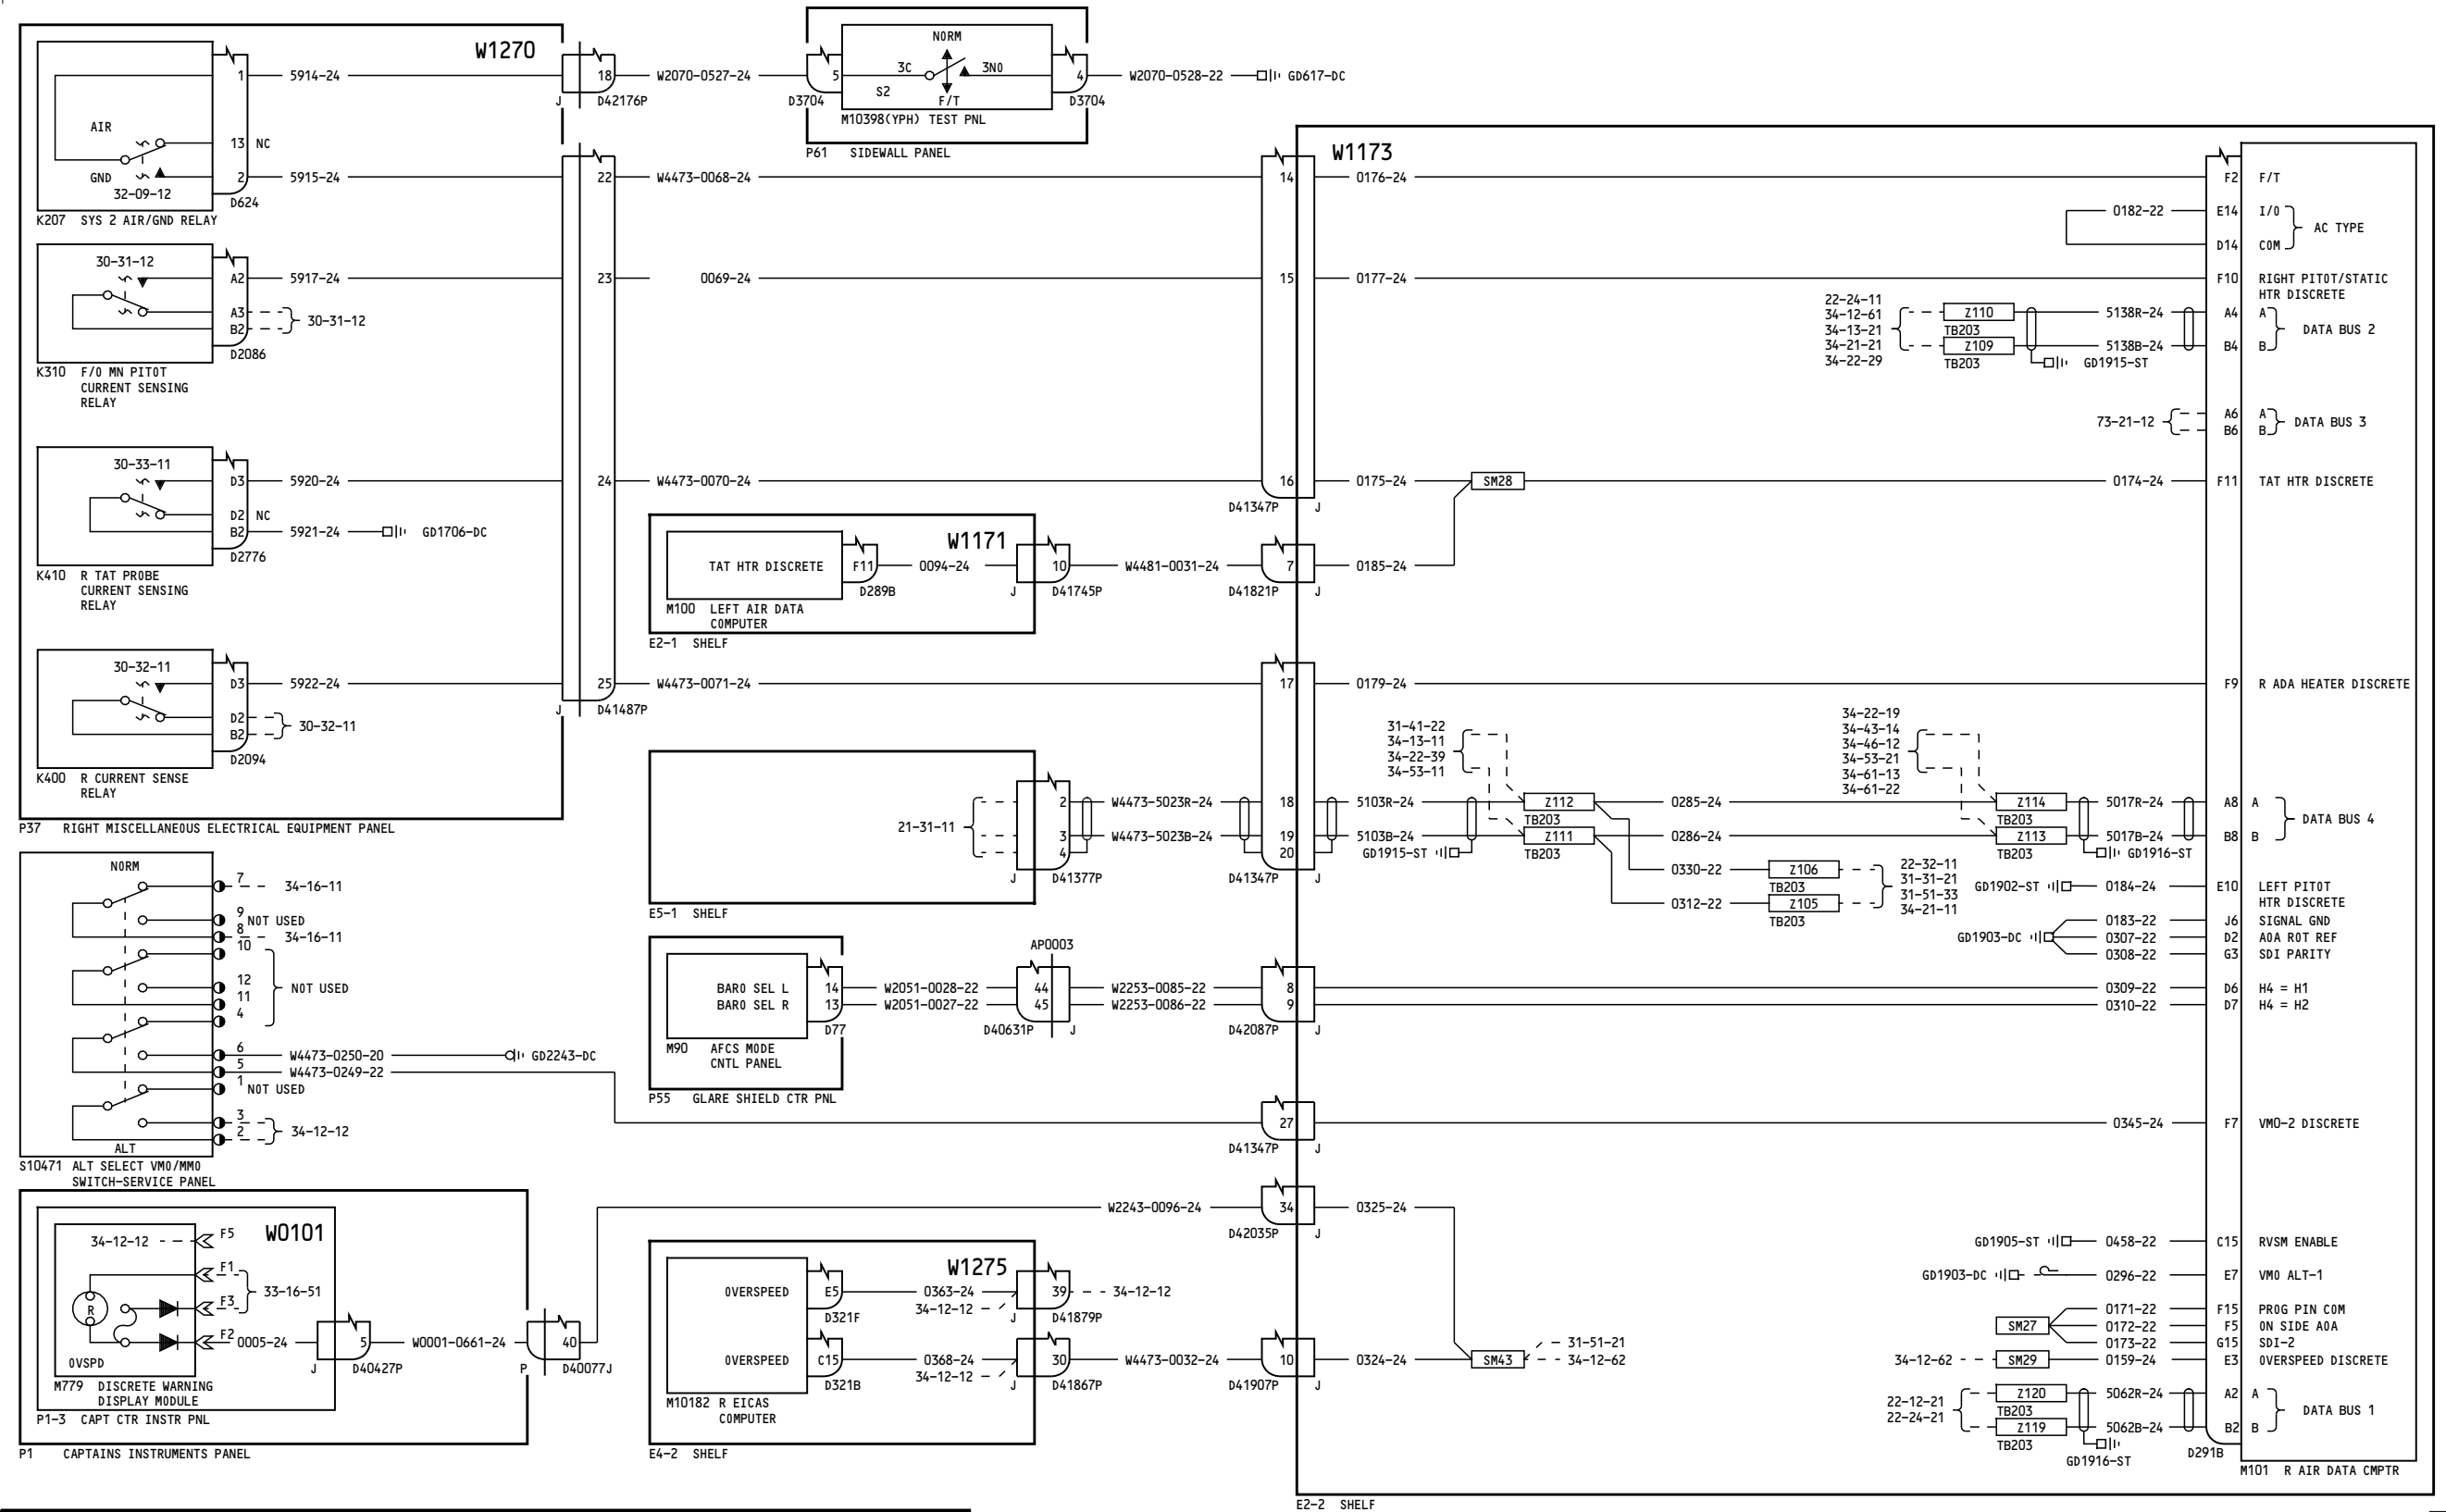 W1270
1 5914-24
18
J D42176P
W2070-0527-24
5
D3704
NORM
3C 3NO
S2
F/T
M10398(YPH) TEST PNL
4
D3704
W2070-0528-22
GD617-DC
P61 SIDEWALL PANEL
AIR
13 NC
GND
2 5915-24
32-09-12
D624
K207 SYS 2 AIR/GND RELAY
22 W4473-0068-24
14
W1173
0176-24
F2 F/T
0182-22 E14 I/O
D14 COM
AC TYPE
30-31-12
A2 5917-24
A3
B2
30-31-12
D2086
K310 F/O MN PITOT
CURRENT SENSING
RELAY
23 0069-24
15 0177-24
F10 RIGHT PITOT/STATIC
HTR DISCRETE
22-24-11
34-12-61
34-13-21
34-21-21
34-22-29
Z110
TB203
Z109
TB203
5138R-24 A4 A
5138B-24 B4 B
DATA BUS 2
GD1915-ST
73-21-12
A6 A
B6 B
DATA BUS 3
30-33-11
D3 5920-24
D2 NC
B2 5921-24
GD1706-DC
D2776
K410 R TAT PROBE
CURRENT SENSING
RELAY
24 W4473-0070-24
16 0175-24
SM28
0174-24 F11 TAT HTR DISCRETE
D41347P J
W1171
TAT HTR DISCRETE
F11 0094-24
D289B
M100 LEFT AIR DATA
COMPUTER
10
J D41745P
W4481-0031-24
7 0185-24
D41821P J
E2-1 SHELF
30-32-11
D3 5922-24
D2
B2
30-32-11
D2094
K400 R CURRENT SENSE
RELAY
25 W4473-0071-24
J D41487P
17 0179-24
F9 R ADA HEATER DISCRETE
P37 RIGHT MISCELLANEOUS ELECTRICAL EQUIPMENT PANEL
21-31-11
2 W4473-5023R-24
3 W4473-5023B-24
4
J D41377P
E5-1 SHELF
18 5103R-24
19 5103B-24
20
D41347P J
GD1915-ST
31-41-22
34-13-11
34-22-39
34-53-11
Z112
TB203
Z111
TB203
0285-24
0286-24
34-22-19
34-43-14
34-46-12
34-53-21
34-61-13
34-61-22
Z114
TB203
Z113
TB203
5017R-24 A8 A
5017B-24 B8 B
DATA BUS 4
GD1916-ST
0330-22
Z106
TB203
0312-22
Z105
TB203
22-32-11
31-31-21
31-51-33
34-21-11
GD1902-ST 0184-24 E10 LEFT PITOT
HTR DISCRETE
GD1903-DC
0183-22 J6 SIGNAL GND
0307-22 D2 AOA ROT REF
0308-22 G3 SDI PARITY
NORM
7 34-16-11
9 NOT USED
8 34-16-11
10
12
11
4
NOT USED
6 W4473-0250-20
GD2243-DC
5 W4473-0249-22
1 NOT USED
3
2
34-12-12
ALT
S10471 ALT SELECT VMO/MMO
SWITCH-SERVICE PANEL
BARO SEL L
BARO SEL R
14 W2051-0028-22
13 W2051-0027-22
D77
M90 AFCS MODE
CNTL PANEL
P55 GLARE SHIELD CTR PNL
AP0003
44 W2253-0085-22
45 W2253-0086-22
D40631P J
8
9
D42087P J
0309-22 D6 H4 = H1
0310-22 D7 H4 = H2
27
D41347P J
0345-24 F7 VMO-2 DISCRETE
W2243-0096-24
34 0325-24
D42035P J
W0101
34-12-12
F5
F1
F3
33-16-51
R
F2 0005-24
OVSPD
M779 DISCRETE WARNING
DISPLAY MODULE
5
J D40427P
W0001-0661-24
40
P D40077J
P1-3 CAPT CTR INSTR PNL
P1 CAPTAINS INSTRUMENTS PANEL
W1275
OVERSPEED
E5 0363-24
34-12-12
D321F
39 34-12-12
D41879P
OVERSPEED
C15 0368-24
34-12-12
D321B
30
J D41867P
M10182 R EICAS
COMPUTER
E4-2 SHELF
W4473-0032-24
10 0324-24
D41907P J
SM43
31-51-21
34-12-62
GD1905-ST 0458-22 C15 RVSM ENABLE
GD1903-DC 0296-22 E7 VMO ALT-1
SM27
0171-22 F15 PROG PIN COM
0172-22 F5 ON SIDE AOA
0173-22 G15 SDI-2
34-12-62 SM29 0159-24 E3 OVERSPEED DISCRETE
22-12-21
22-24-21
Z120
TB203
Z119
TB203
5062R-24 A2 A
5062B-24 B2 B
DATA BUS 1
GD1916-ST
D291B
M101 R AIR DATA CMPTR
E2-2 SHELF